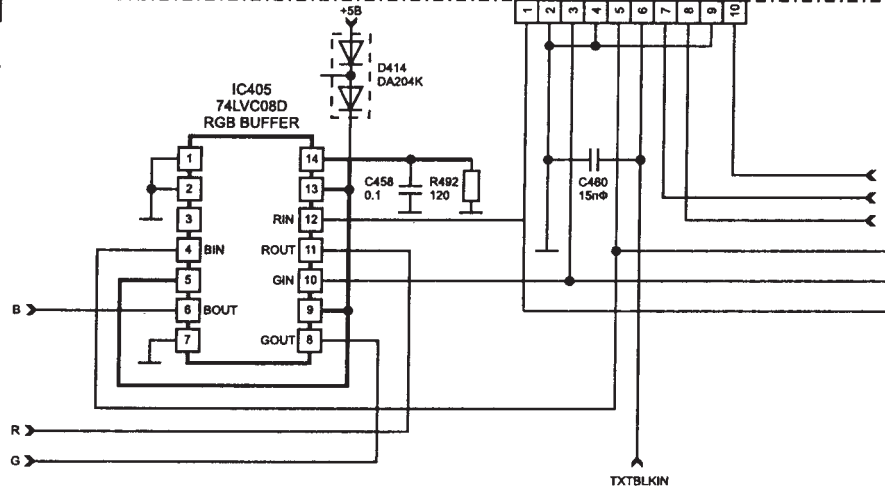 +5В
1 2 3 4 5 6 7 8 9 10
D414
DA204K
IC405
74LVC08D
RGB BUFFER
1 14
2 13
3 RIN 12
4 BIN ROUT 11
5 GIN 10
6 BOUT 9
7 GOUT 8
C458
0.1
R492
120
C460
15пФ
B
R
G
TXTBLKIN